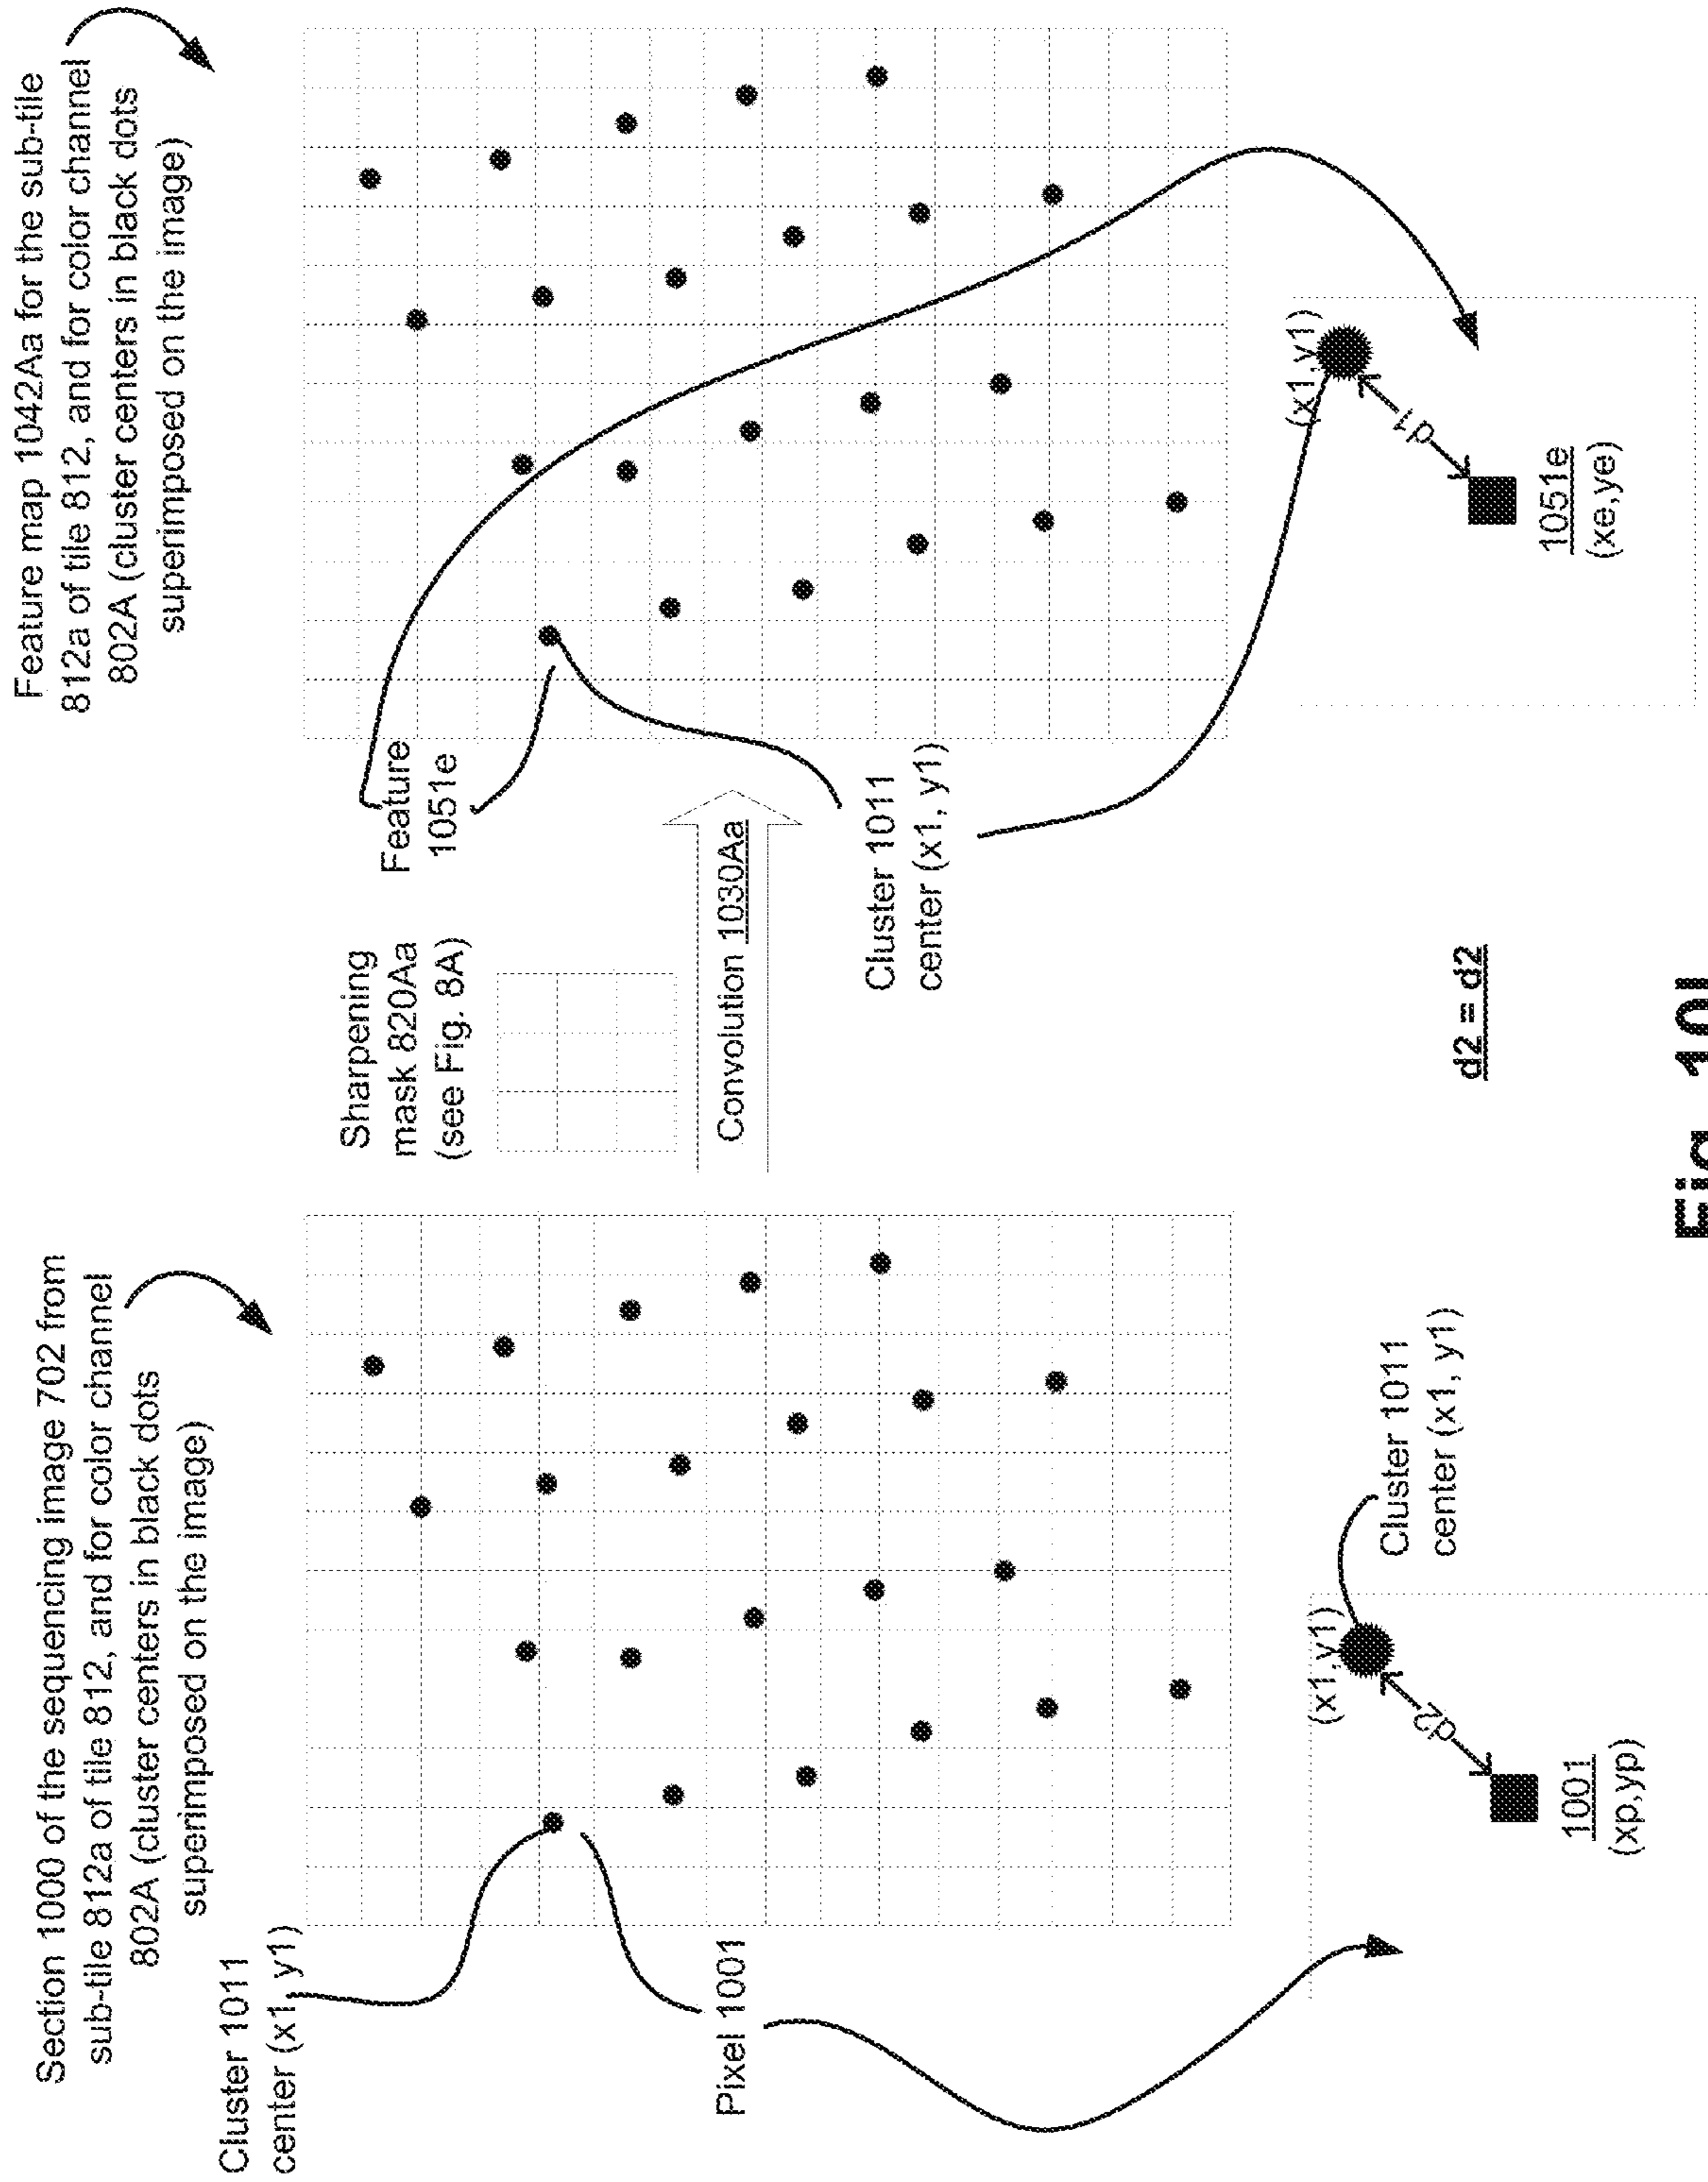 Section 1000 of the sequencing image 702 from
sub-tile 812a of tile 812, and for color channel
802A (cluster centers in black dots
superimposed on the image)
Cluster 1011
center (x1, y1)
Pixel 1001
(x1,y1)
d2
1001
(xp,yp)
Cluster 1011
center (x1, y1)
Sharpening
mask 820Aa
(see Fig. 8A)
Convolution 1030Aa
Feature map 1042Aa for the sub-tile
812a of tile 812, and for color channel
802A (cluster centers in black dots
superimposed on the image)
Feature
1051e
Cluster 1011
center (x1, y1)
(x1,y1)
d1
1051e
(xe,ye)
d2 = d2